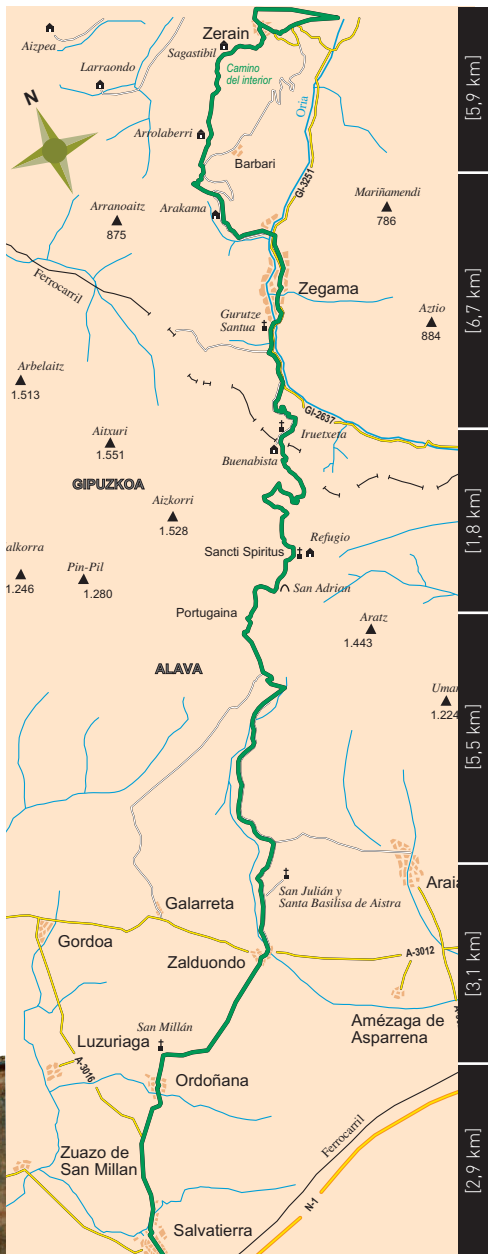 Zerain
Aizpea
Sagastibil
Larraondo
Camino
del interior
[5,9 km]
N
Oria
Arrolaberri
Barbari
GI-3251
Arranoaitz
875
Arakama
Mariñamendi
786
Ferrocarril
Zegama
[6,7 km]
Gurutze
Santua
Aztio
884
Arbelaitz
1.513
GI-2637
Aitxuri
1.551
Iruetxeta
Buenabista
GIPUZKOA
Aizkorri
1.528
[1,8 km]
Sancti Spiritus
Refugio
alkorra
1.246
Pin-Pil
1.280
San Adrian
Portugaina
Aratz
1.443
ALAVA
Umar
1.224
[5,5 km]
Galarreta
San Julián y
Santa Basilisa de Aistra
Araia
Gordoa
Zalduondo
A-3012
[3,1 km]
Amézaga de
Asparrena
San Millán
Luzuriaga
A-3016
Ordoñana
Ferrocarril
[2,9 km]
Zuazo de
San Millan
N-1
Salvatierra